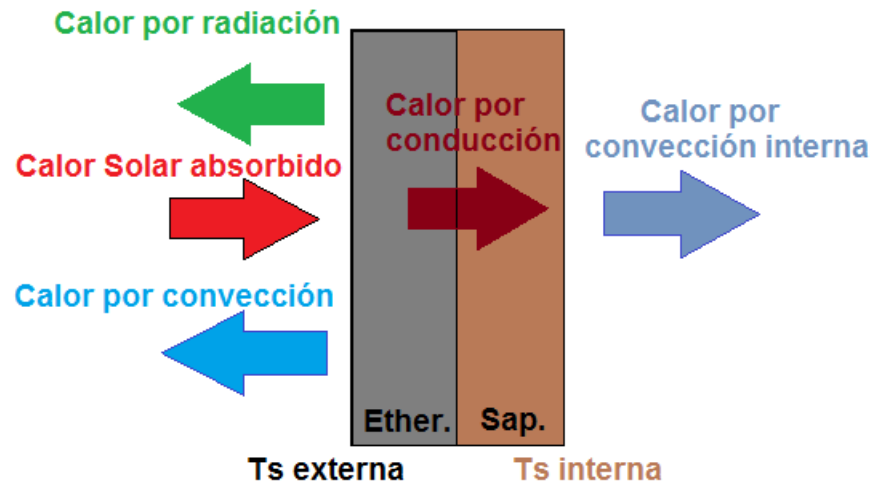 Calor por radiación
Calor Solar absorbido
Calor por convección
Calor por
conducción
Calor por
convección interna
Ether.
Sap.
Ts externa
Ts interna